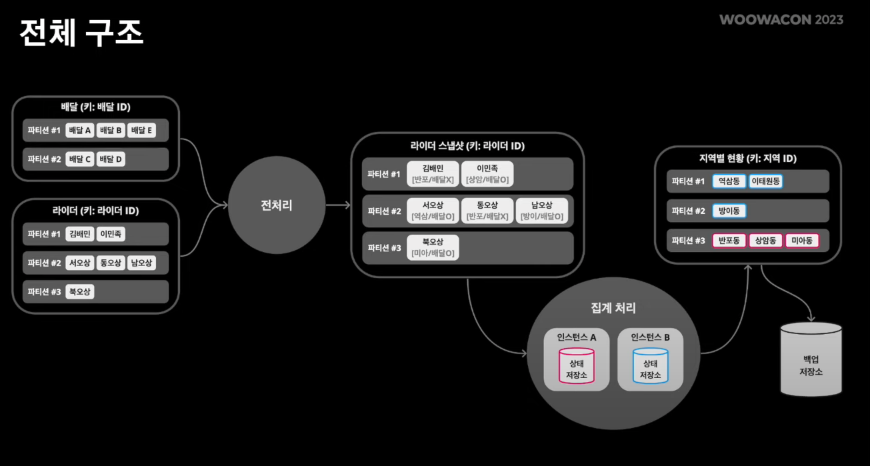 전체 구조
WOOWACON 2023
배달 (키: 배달 ID)
파티션 #1 배달 A 배달 B 배달 E
파티션 #2 배달 C 배달 D
라이더 (키: 라이더 ID)
파티션 #1 김배민 이민족
파티션 #2 서오상 동오상 남오상
파티션 #3 북오상
전처리
라이더 스냅샷 (키: 라이더 ID)
파티션 #1 김배민 이민족
[반포/배달X] [상암/배달O]
파티션 #2 서오상 동오상 남오상
[역삼/배달O] [반포/배달X] [방이/배달O]
파티션 #3 북오상
[미아/배달O]
집계 처리
인스턴스 A
상태
저장소
인스턴스 B
상태
저장소
지역별 현황 (키: 지역 ID)
파티션 #1 역삼동 이태원동
파티션 #2 방이동
파티션 #3 반포동 상암동 미아동
백업
저장소